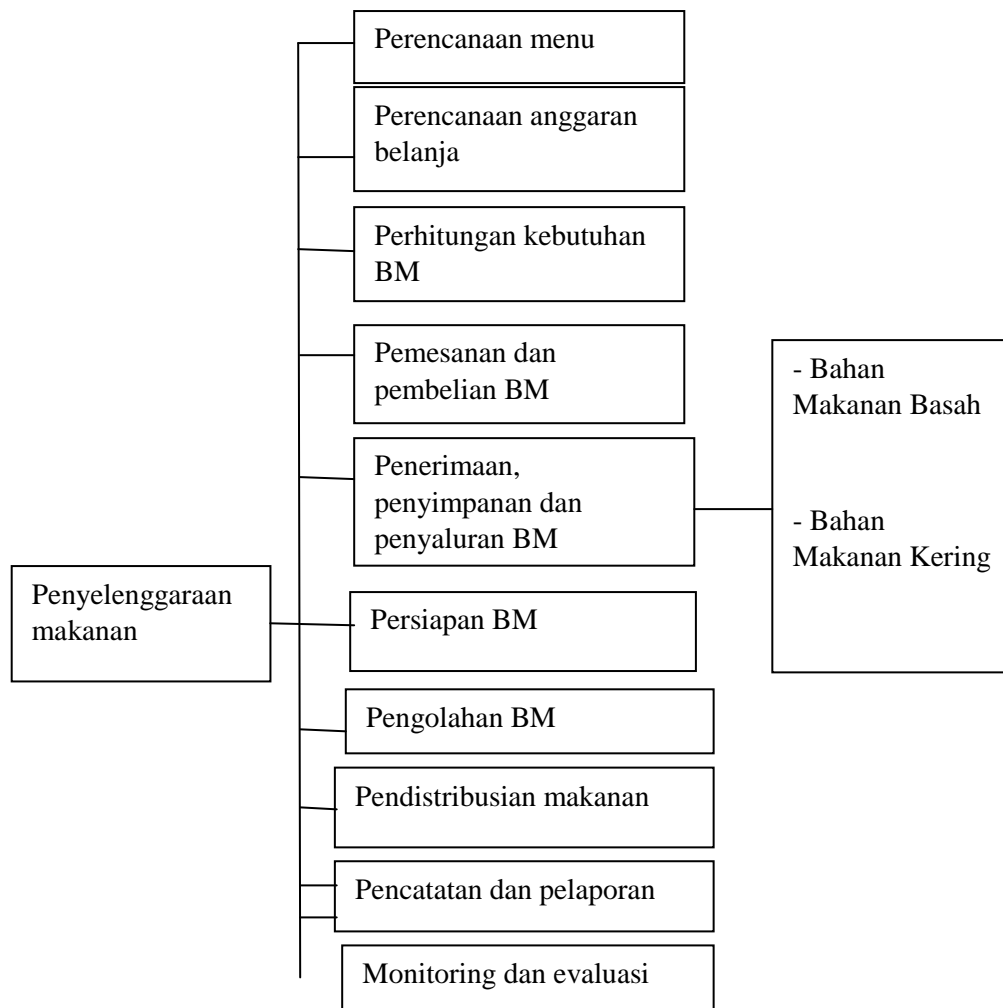 Perencanaan menu
Perencanaan anggaran
belanja
Perhitungan kebutuhan
BM
Pemesanan dan
pembelian BM
Penerimaan,
penyimpanan dan
penyaluran BM
- Bahan
Makanan Basah
- Bahan
Makanan Kering
Penyelenggaraan
makanan
Persiapan BM
Pengolahan BM
Pendistribusian makanan
Pencatatan dan pelaporan
Monitoring dan evaluasi